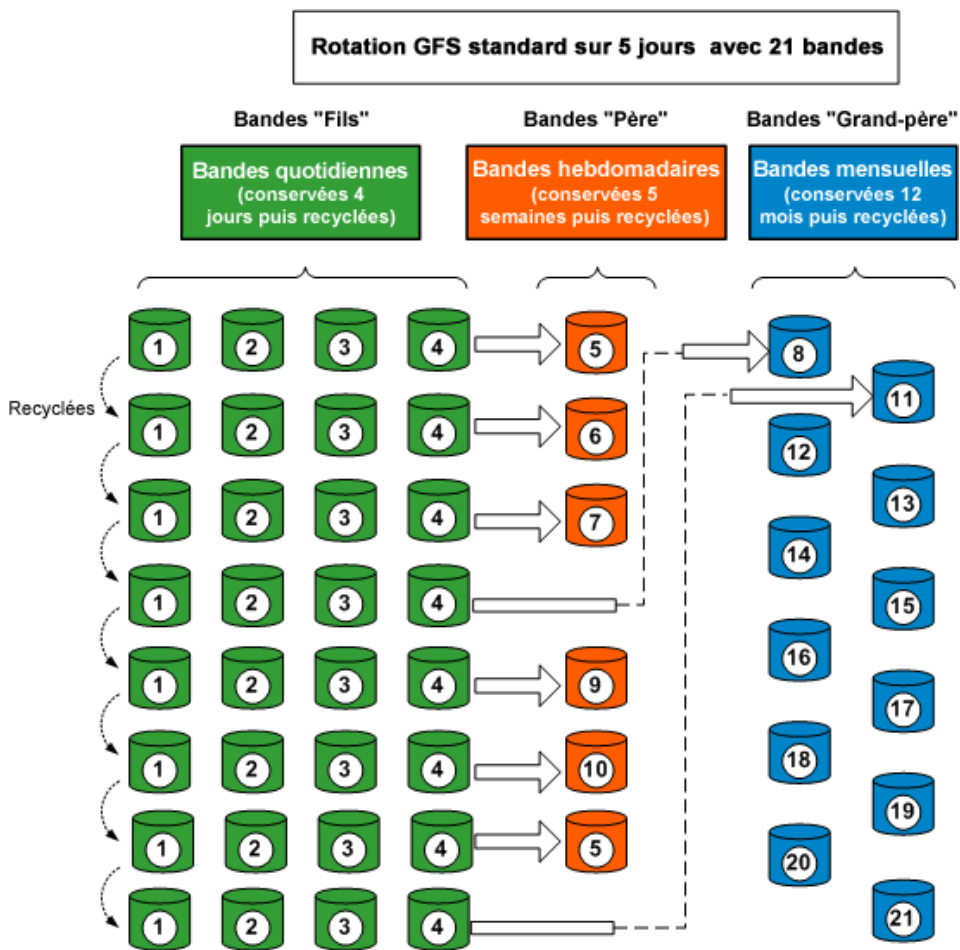 Rotation GFS standard sur 5 jours avec 21 bandes
Bandes "Fils"
Bandes "Père"
Bandes "Grand-père"
Bandes quotidiennes
(conservées 4
jours puis recyclées)
Bandes hebdomadaires
(conservées 5
semaines puis recyclées)
Bandes mensuelles
(conservées 12
mois puis recyclées)
1 2 3 4 5 8
11
Recyclées
1 2 3 4 6 12
13
1 2 3 4 7 14
15
1 2 3 4 16
1 2 3 4 9 17
1 2 3 4 10 18
19
1 2 3 4 5 20
1 2 3 4 21